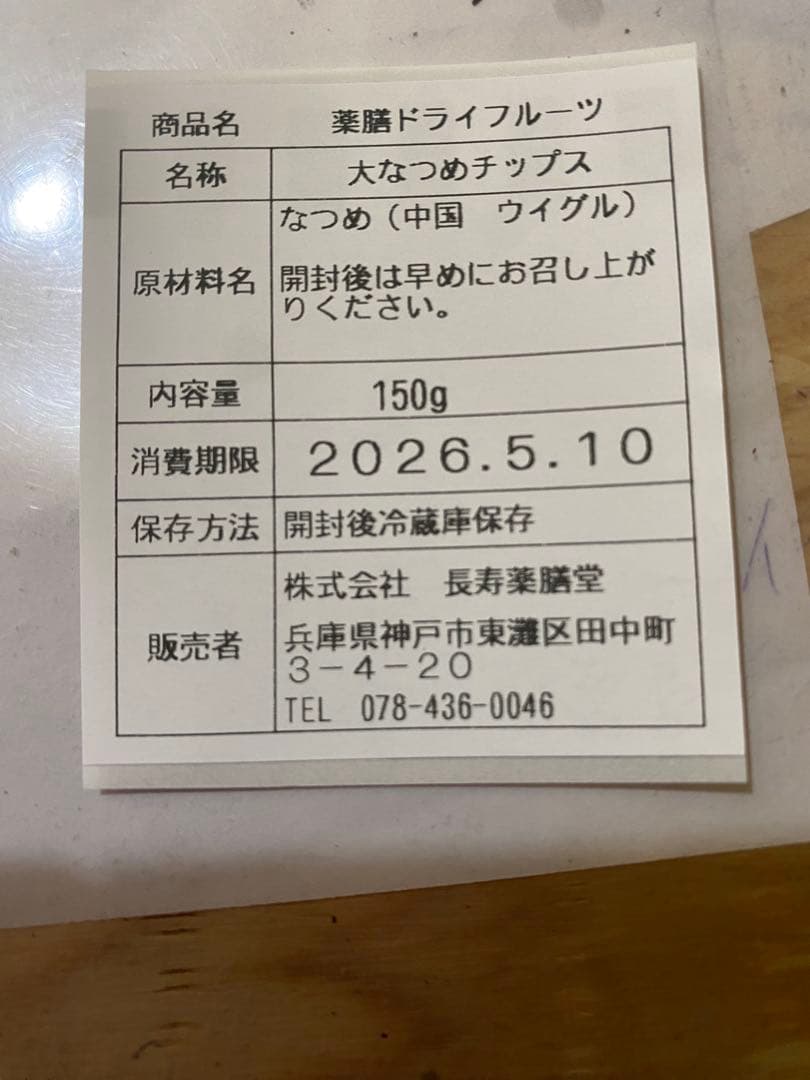 商品名　薬膳ドライフルーツ
名称　大なつめチップス
原材料名　なつめ（中国　ウイグル）
開封後は早めにお召し上が
りください。
内容量　150g
消費期限　２０２６.５.１０
保存方法　開封後冷蔵庫保存
販売者　株式会社　長寿薬膳堂
兵庫県神戸市東灘区田中町
３－４－２０
TEL　078-436-0046